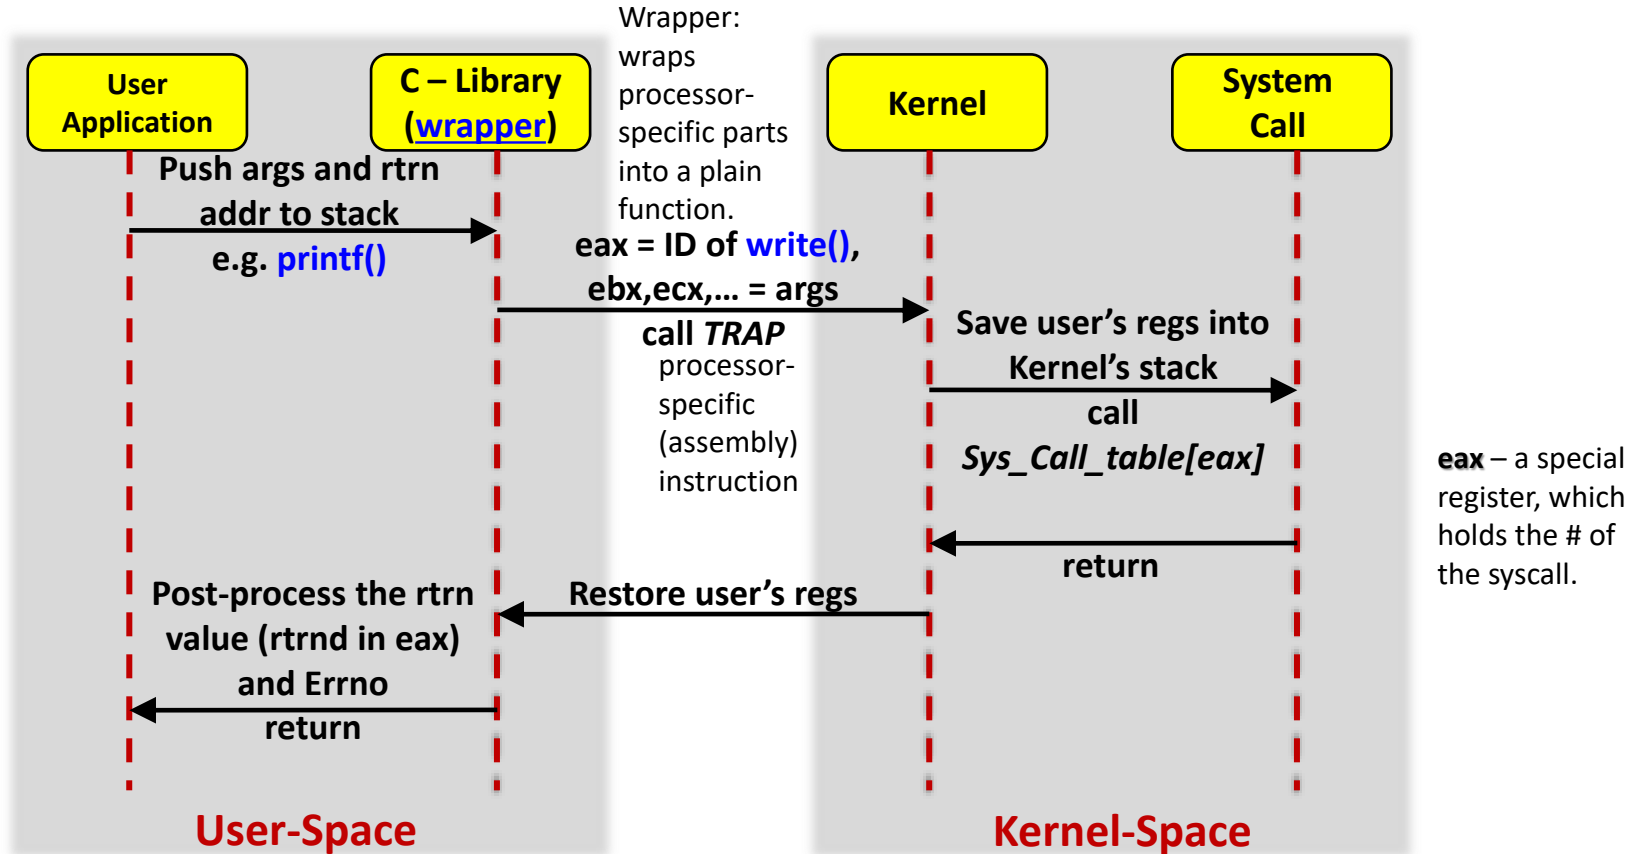 Wrapper:
wraps
processor-
specific parts
into a plain
function.
User
Application
C – Library
(wrapper)
Kernel
System
Call
Push args and rtrn
addr to stack
e.g. printf()
eax = ID of write(),
ebx,ecx,... = args
call TRAP
processor-
specific
(assembly)
instruction
Save user’s regs into
Kernel’s stack
call
Sys_Call_table[eax]
eax – a special
register, which
holds the # of
the syscall.
return
Restore user’s regs
Post-process the rtrn
value (rtrnd in eax)
and Errno
return
User-Space
Kernel-Space